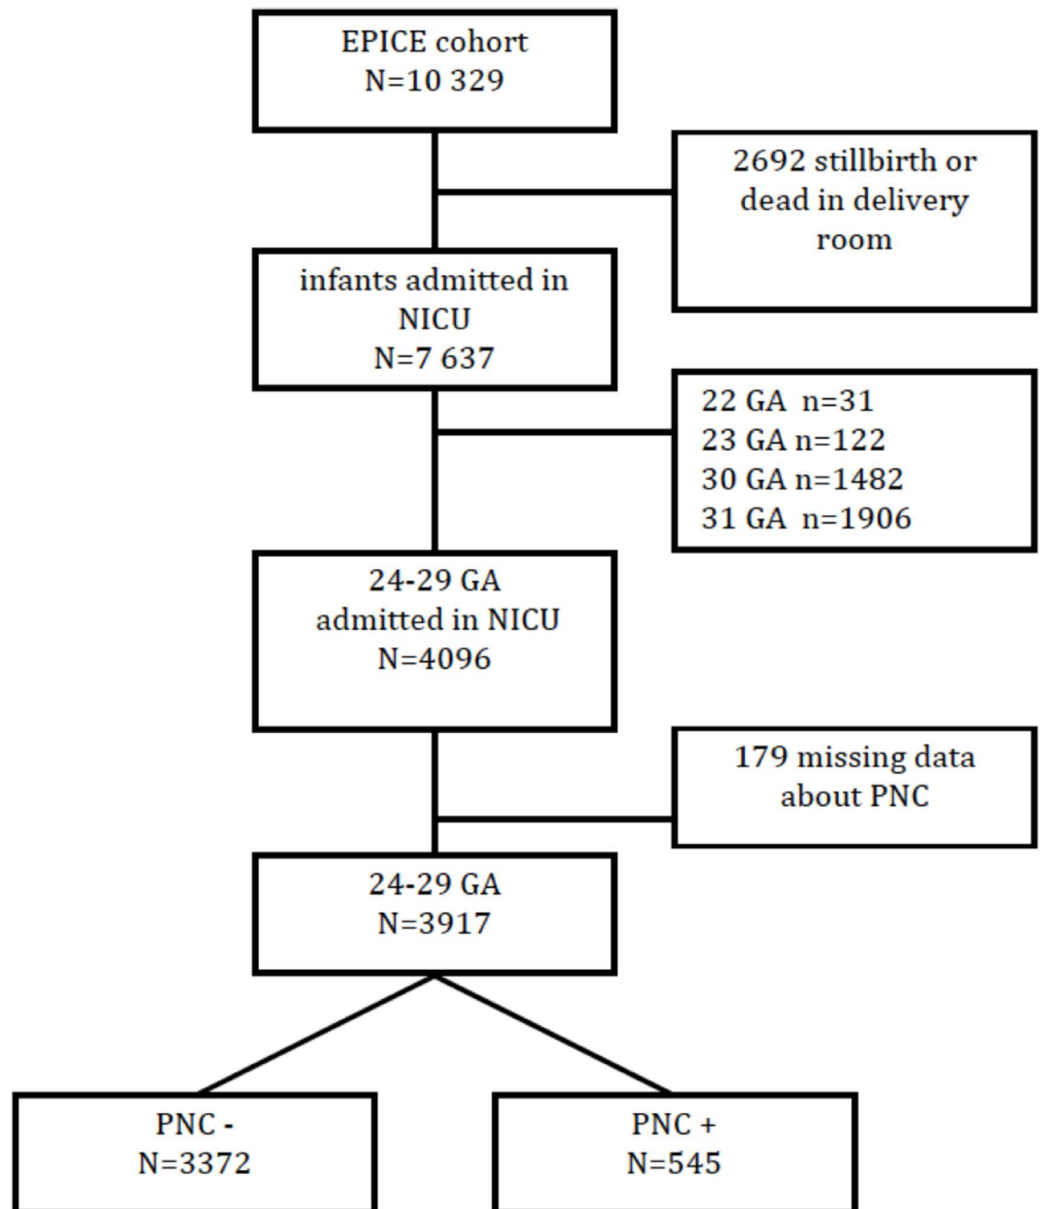 EPICE cohort
N=10 329
2692 stillbirth or
dead in delivery
room
infants admitted in
NICU
N=7 637
22 GA  n=31
23 GA n=122
30 GA n=1482
31 GA  n=1906
24-29 GA
admitted in NICU
N=4096
179 missing data
about PNC
24-29 GA
N=3917
PNC -
N=3372
PNC +
N=545